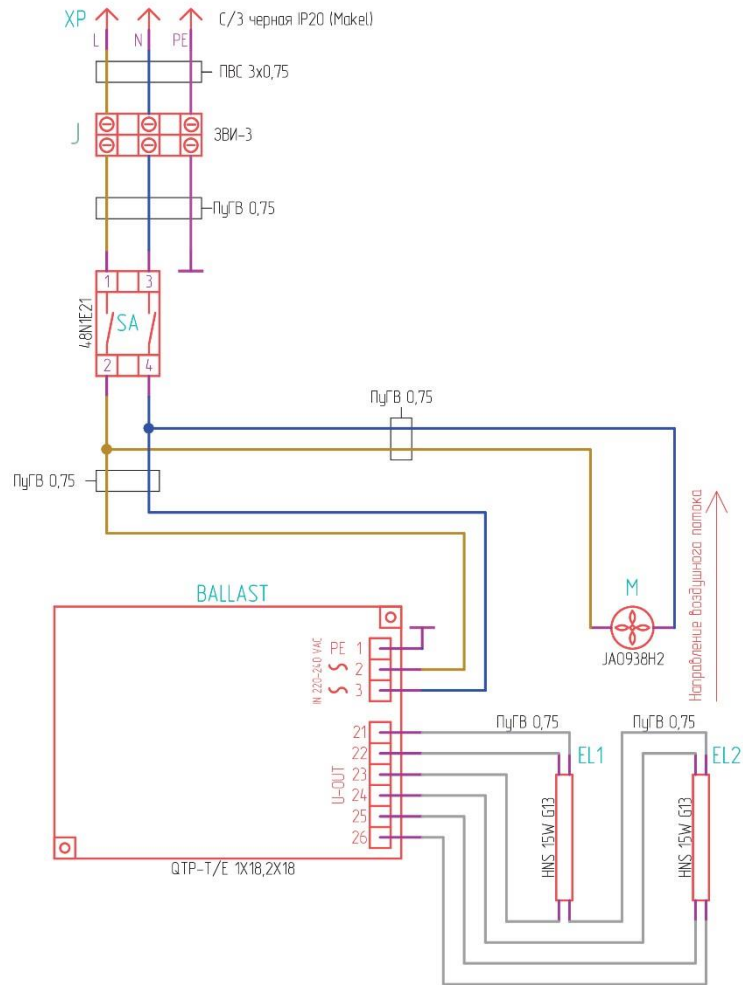 XP
С/З черная IP20 (Makel)
L
N
PE
ПВС 3х0,75
J
ЗВИ-3
ПуГВ 0,75
1
3
48N1E21
SA
2
4
ПуГВ 0,75
ПуГВ 0,75
Направление воздушного потока
BALLAST
M
JA0938H2
IN 220-240 VAC
PE 1
2
3
ПуГВ 0,75
ПуГВ 0,75
U-OUT
21
22
23
24
25
26
EL1
EL2
HNS 15W G13
HNS 15W G13
QTP-T/E 1X18,2X18